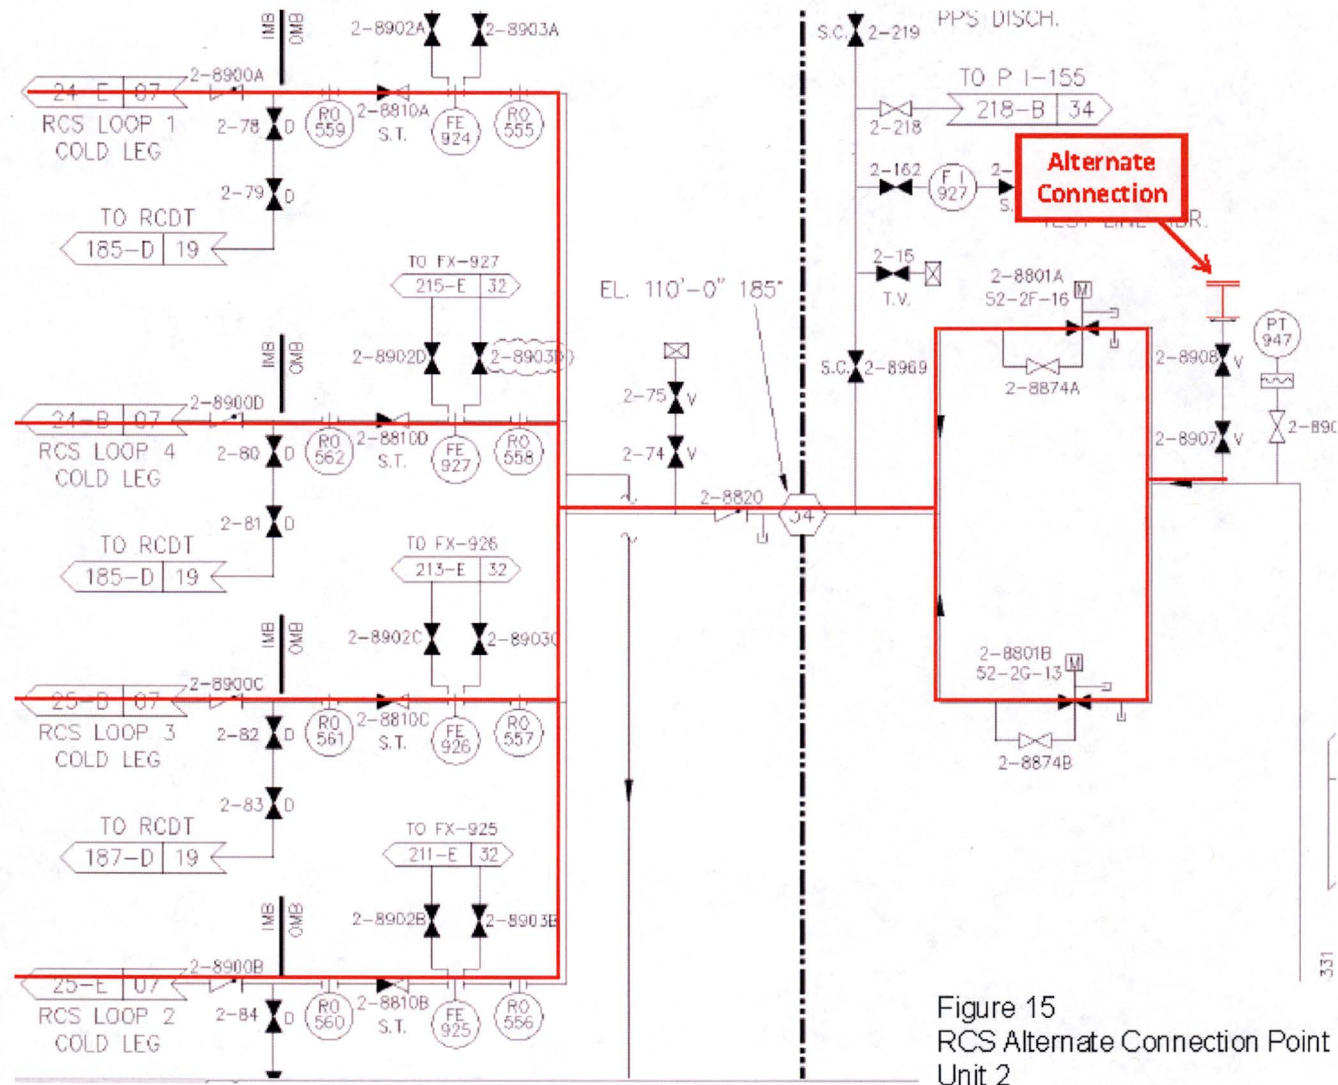 PPS DISCH.
IMB
OMB
2-8902A
2-8903A
S.C.
2-219
2-8900A
24-E
07
RCS LOOP 1
COLD LEG
2-78
D
RO
559
2-8810A
S.T.
FE
924
RO
555
TO P I-155
218-B
34
2-218
Alternate
Connection
2-162
F I
927
2-79
D
TO RCDT
185-D
19
TO FX-927
215-E
32
EL. 110'-0" 185°
2-15
T.V.
2-8801A
52-2F-16
M
PT
947
IMB
OMB
2-8902D
2-8903D
S.C.
2-8969
2-8874A
2-8908
V
2-75
V
2-8900D
24-B
07
RCS LOOP 4
COLD LEG
2-80
D
RO
562
2-8810D
S.T.
FE
927
RO
558
2-74
V
2-8907
V
2-890
2-8820
34
2-81
D
TO RCDT
185-D
19
TO FX-926
213-E
32
IMB
OMB
2-8902C
2-8903C
2-8801B
52-2G-13
M
2-8900C
25-B
07
RCS LOOP 3
COLD LEG
2-82
D
RO
561
2-8810C
S.T.
FE
926
RO
557
2-8874B
2-83
D
TO RCDT
187-D
19
TO FX-925
211-E
32
IMB
OMB
2-8902B
2-8903B
2-8900B
25-E
07
RCS LOOP 2
COLD LEG
2-84
D
RO
560
2-8810B
S.T.
FE
925
RO
556
331
Figure 15
RCS Alternate Connection Point
Unit 2